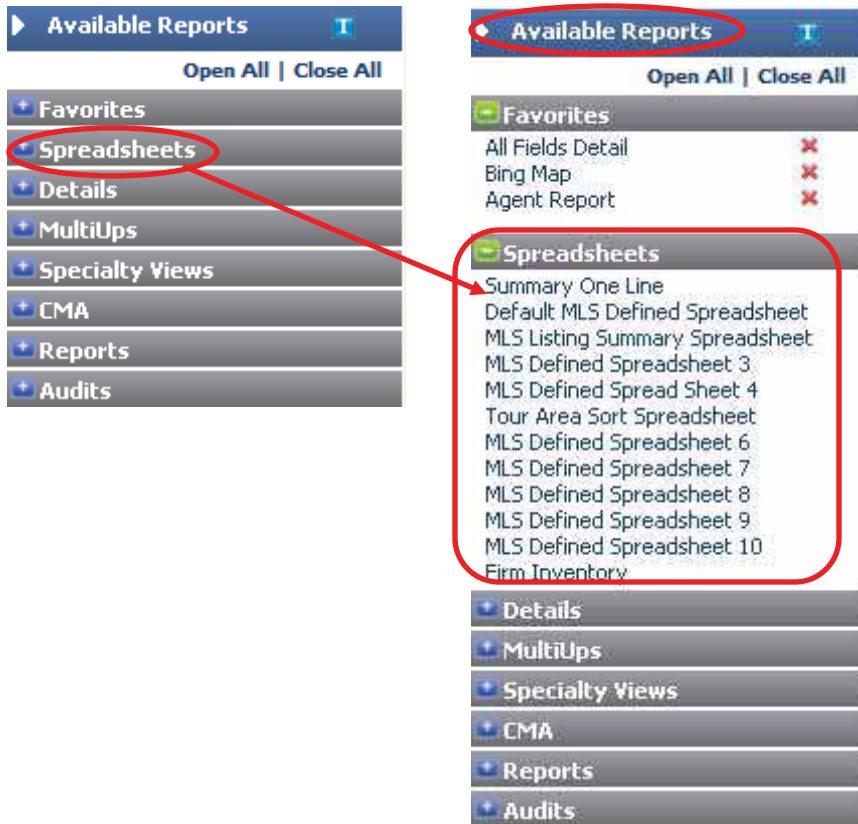 Available Reports
Open All | Close All
Favorites
Spreadsheets
Details
MultiUps
Specialty Views
CMA
Reports
Audits
Available Reports
Open All | Close All
Favorites
All Fields Detail
Bing Map
Agent Report
Spreadsheets
Summary One Line
Default MLS Defined Spreadsheet
MLS Listing Summary Spreadsheet
MLS Defined Spreadsheet 3
MLS Defined Spread Sheet 4
Tour Area Sort Spreadsheet
MLS Defined Spreadsheet 6
MLS Defined Spreadsheet 7
MLS Defined Spreadsheet 8
MLS Defined Spreadsheet 9
MLS Defined Spreadsheet 10
Firm Inventory
Details
MultiUps
Specialty Views
CMA
Reports
Audits